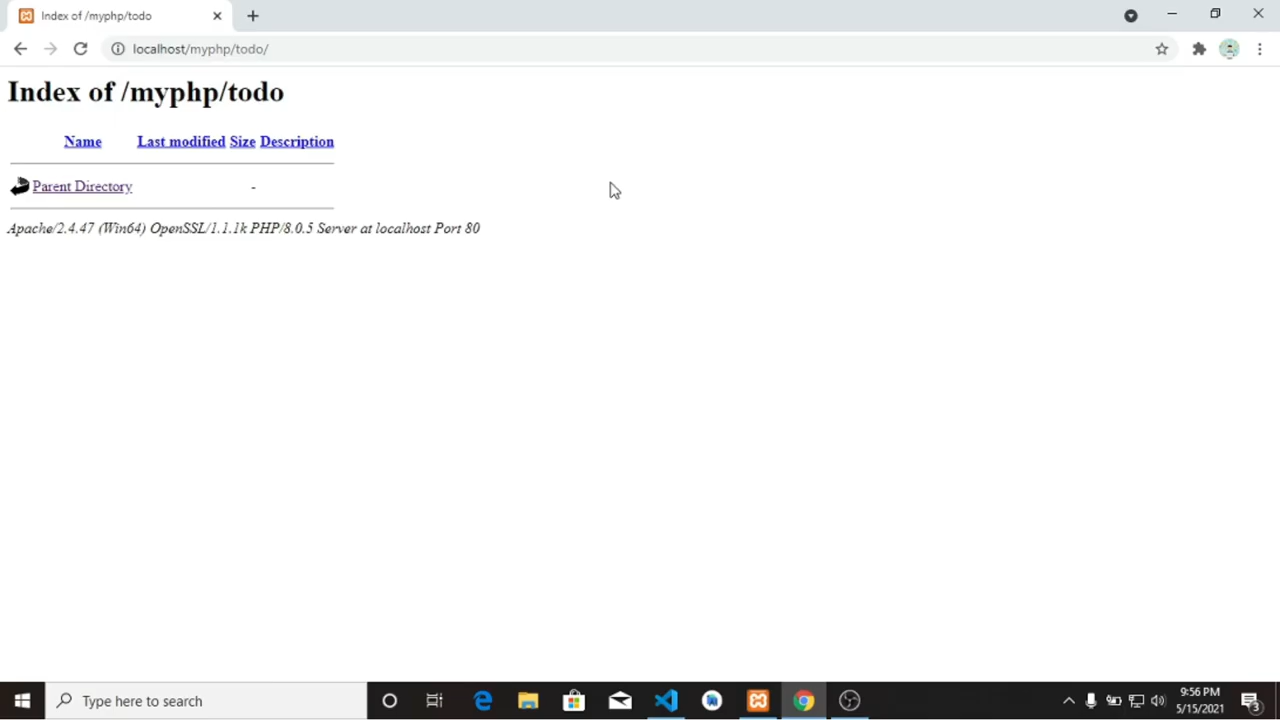 Index of /myphp/todo
localhost/myphp/todo/
Index of /myphp/todo
Name Last modified Size Description
Parent Directory -
Apache/2.4.47 (Win64) OpenSSL/1.1.1k PHP/8.0.5 Server at localhost Port 80
Type here to search
9:56 PM
5/15/2021
3